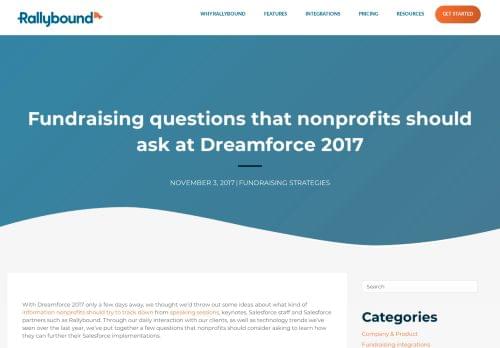 Rallybound
WHY RALLYBOUND
FEATURES
INTEGRATIONS
PRICING
RESOURCES
GET STARTED
Fundraising questions that nonprofits should
ask at Dreamforce 2017
NOVEMBER 3, 2017 | FUNDRAISING STRATEGIES
With Dreamforce 2017 only a few days away, we thought we'd throw out some ideas about what kind of
information nonprofits should try to track down from speaking sessions, keynotes, Salesforce staff and Salesforce
partners such as Rallybound. Through our daily interaction with our clients, as well as technology trends we've
seen over the last year, we've put together a few questions that nonprofits should consider asking to learn how
they can further their Salesforce implementations.
Search
Categories
Company & Product
Fundraising integrations